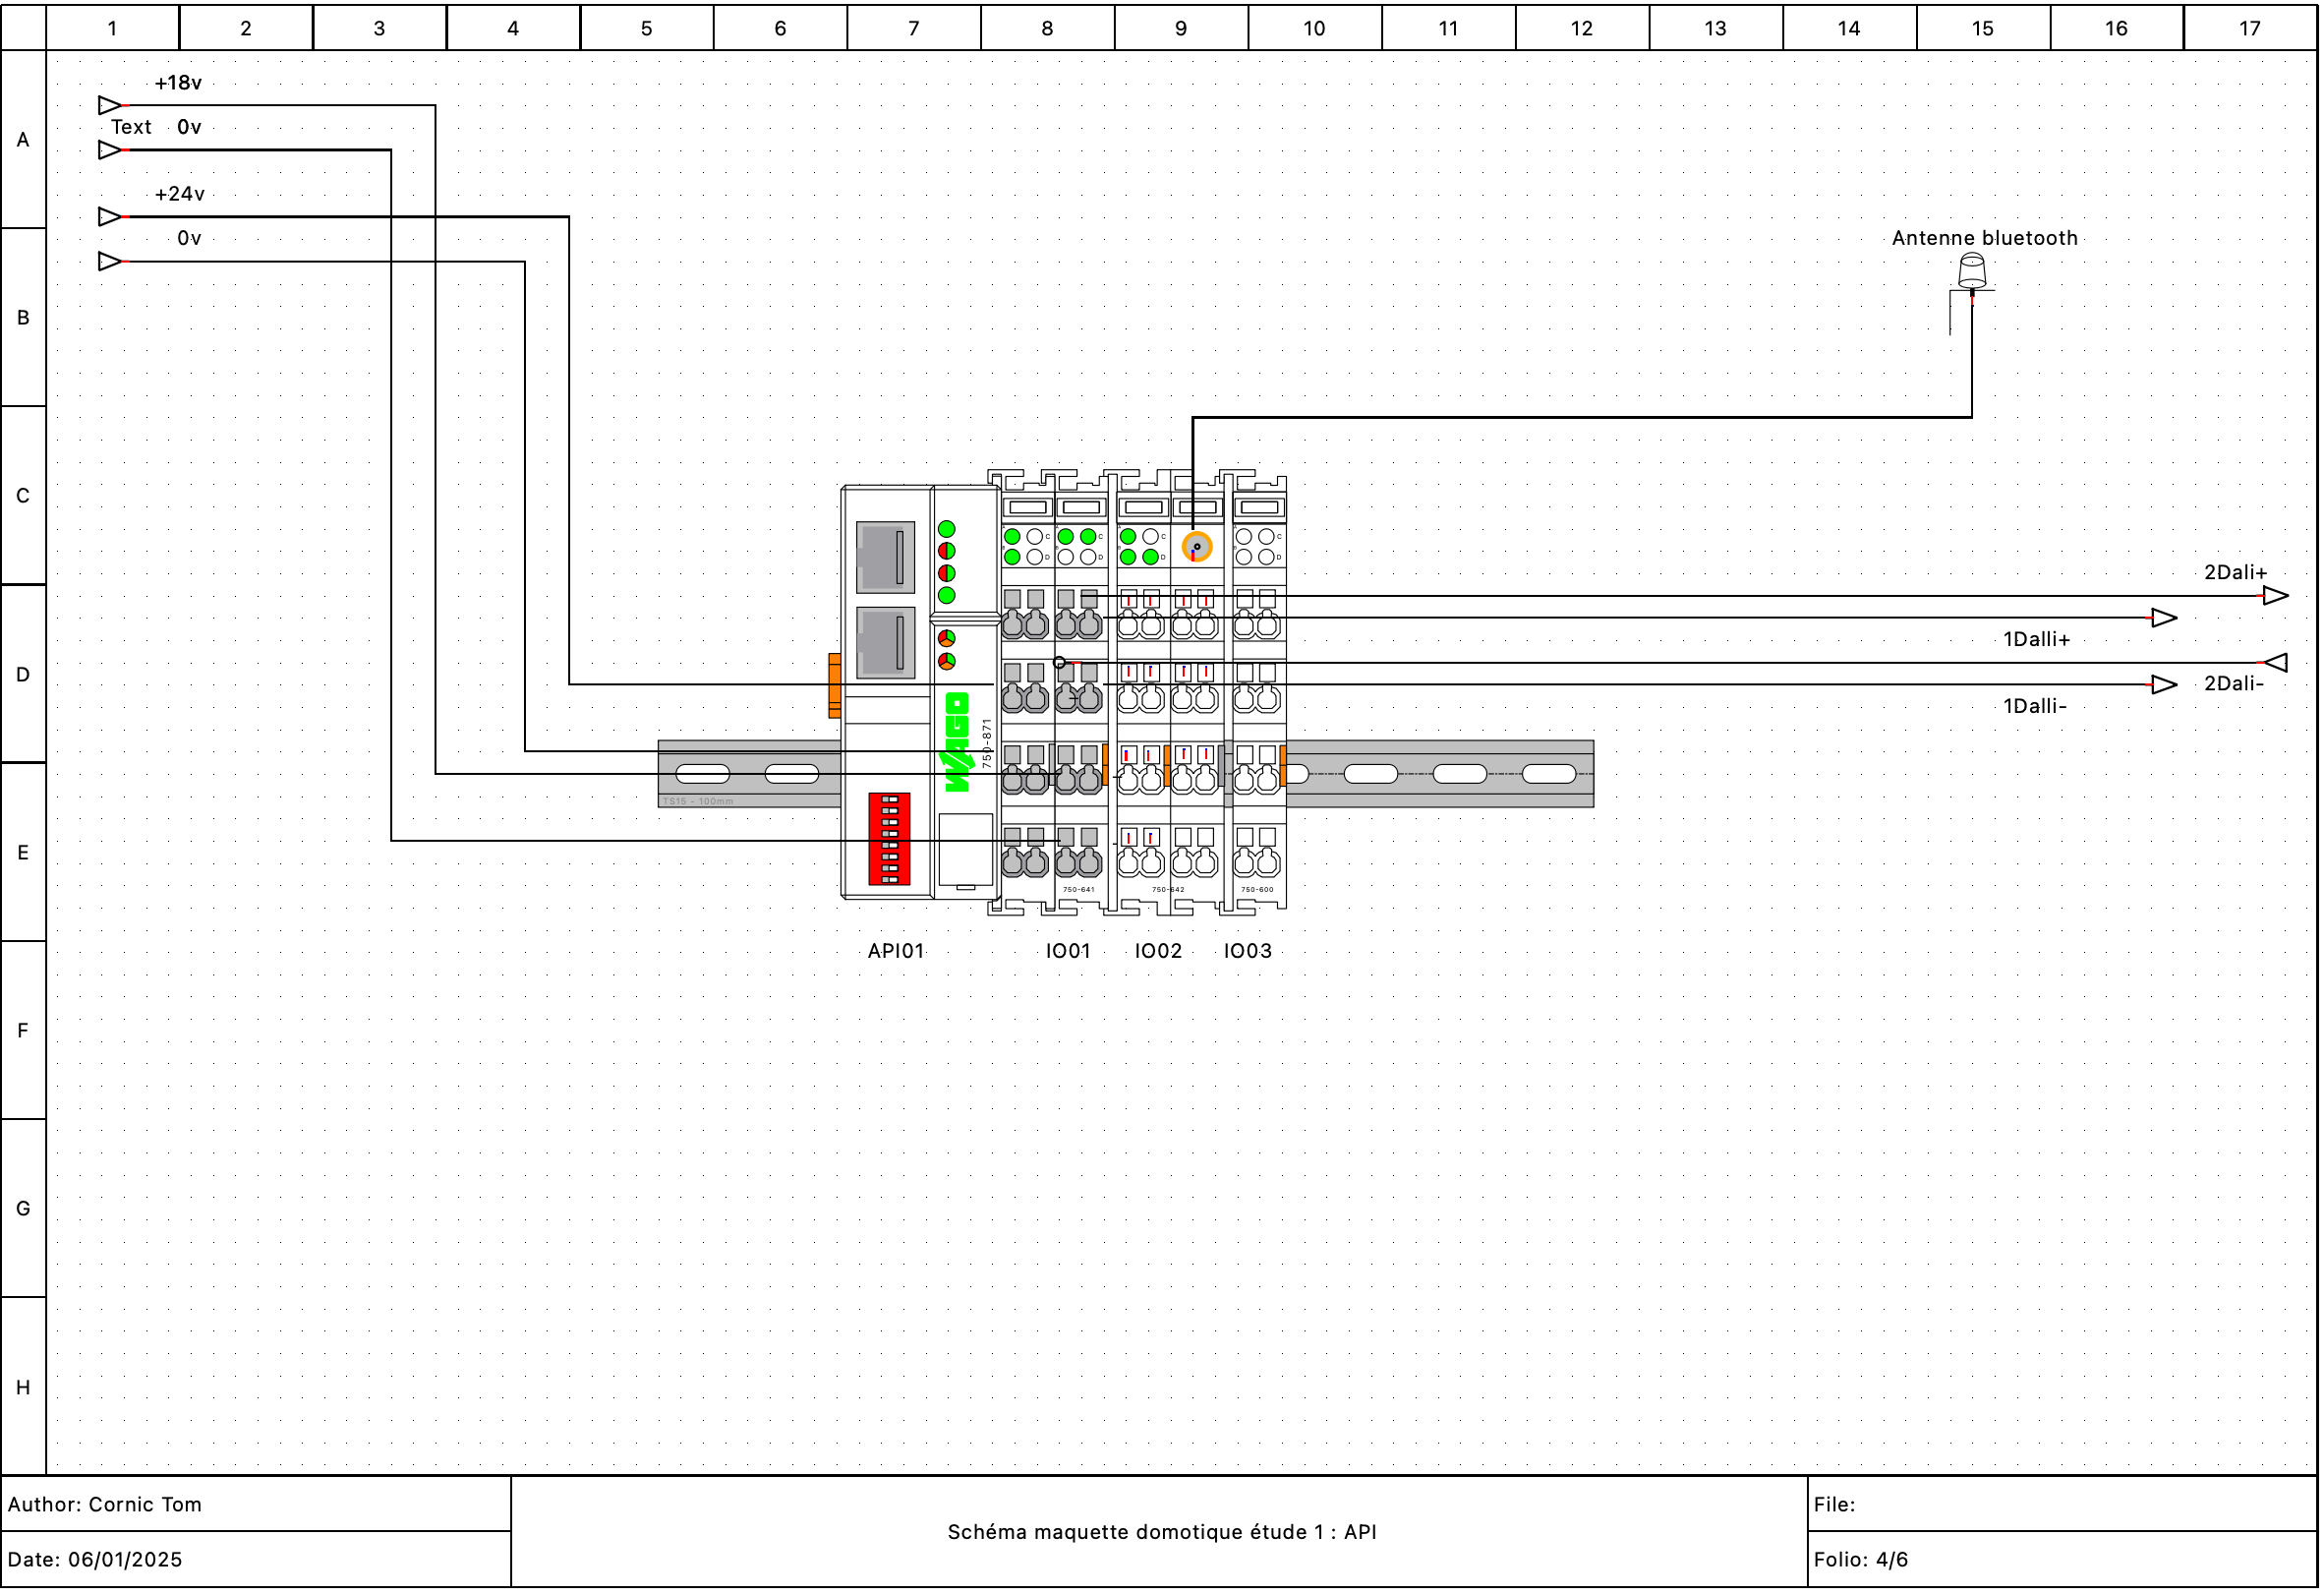 1 2 3 4 5 6 7 8 9 10 11 12 13 14 15 16 17
A
B
C
D
E
F
G
H
+18v
Text 0v
+24v
0v
Antenne bluetooth
C
D
C
D
C
D
C
D
2Dali+
1Dalli+
2Dali-
1Dalli-
WAGO
750-871
TS15 - 100mm
750-641
750-642
750-600
API01
IO01
IO02
IO03
Author: Cornic Tom
Date: 06/01/2025
Schéma maquette domotique étude 1 : API
File:
Folio: 4/6